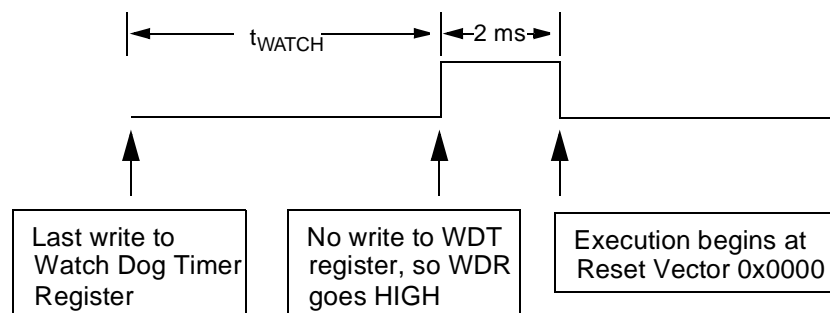 tWATCH
2 ms
Last write to
Watch Dog Timer
Register
No write to WDT
register, so WDR
goes HIGH
Execution begins at
Reset Vector 0x0000